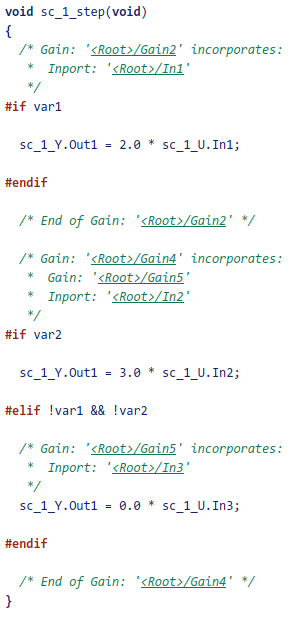 void sc_1_step(void)
{
/* Gain: '<Root>/Gain2' incorporates:
* Inport: '<Root>/In1'
*/
#if var1
sc_1_Y.Out1 = 2.0 * sc_1_U.In1;
#endif
/* End of Gain: '<Root>/Gain2' */
/* Gain: '<Root>/Gain4' incorporates:
* Gain: '<Root>/Gain5'
* Inport: '<Root>/In2'
*/
#if var2
sc_1_Y.Out1 = 3.0 * sc_1_U.In2;
#elif !var1 && !var2
/* Gain: '<Root>/Gain5' incorporates:
* Inport: '<Root>/In3'
*/
sc_1_Y.Out1 = 0.0 * sc_1_U.In3;
#endif
/* End of Gain: '<Root>/Gain4' */
}